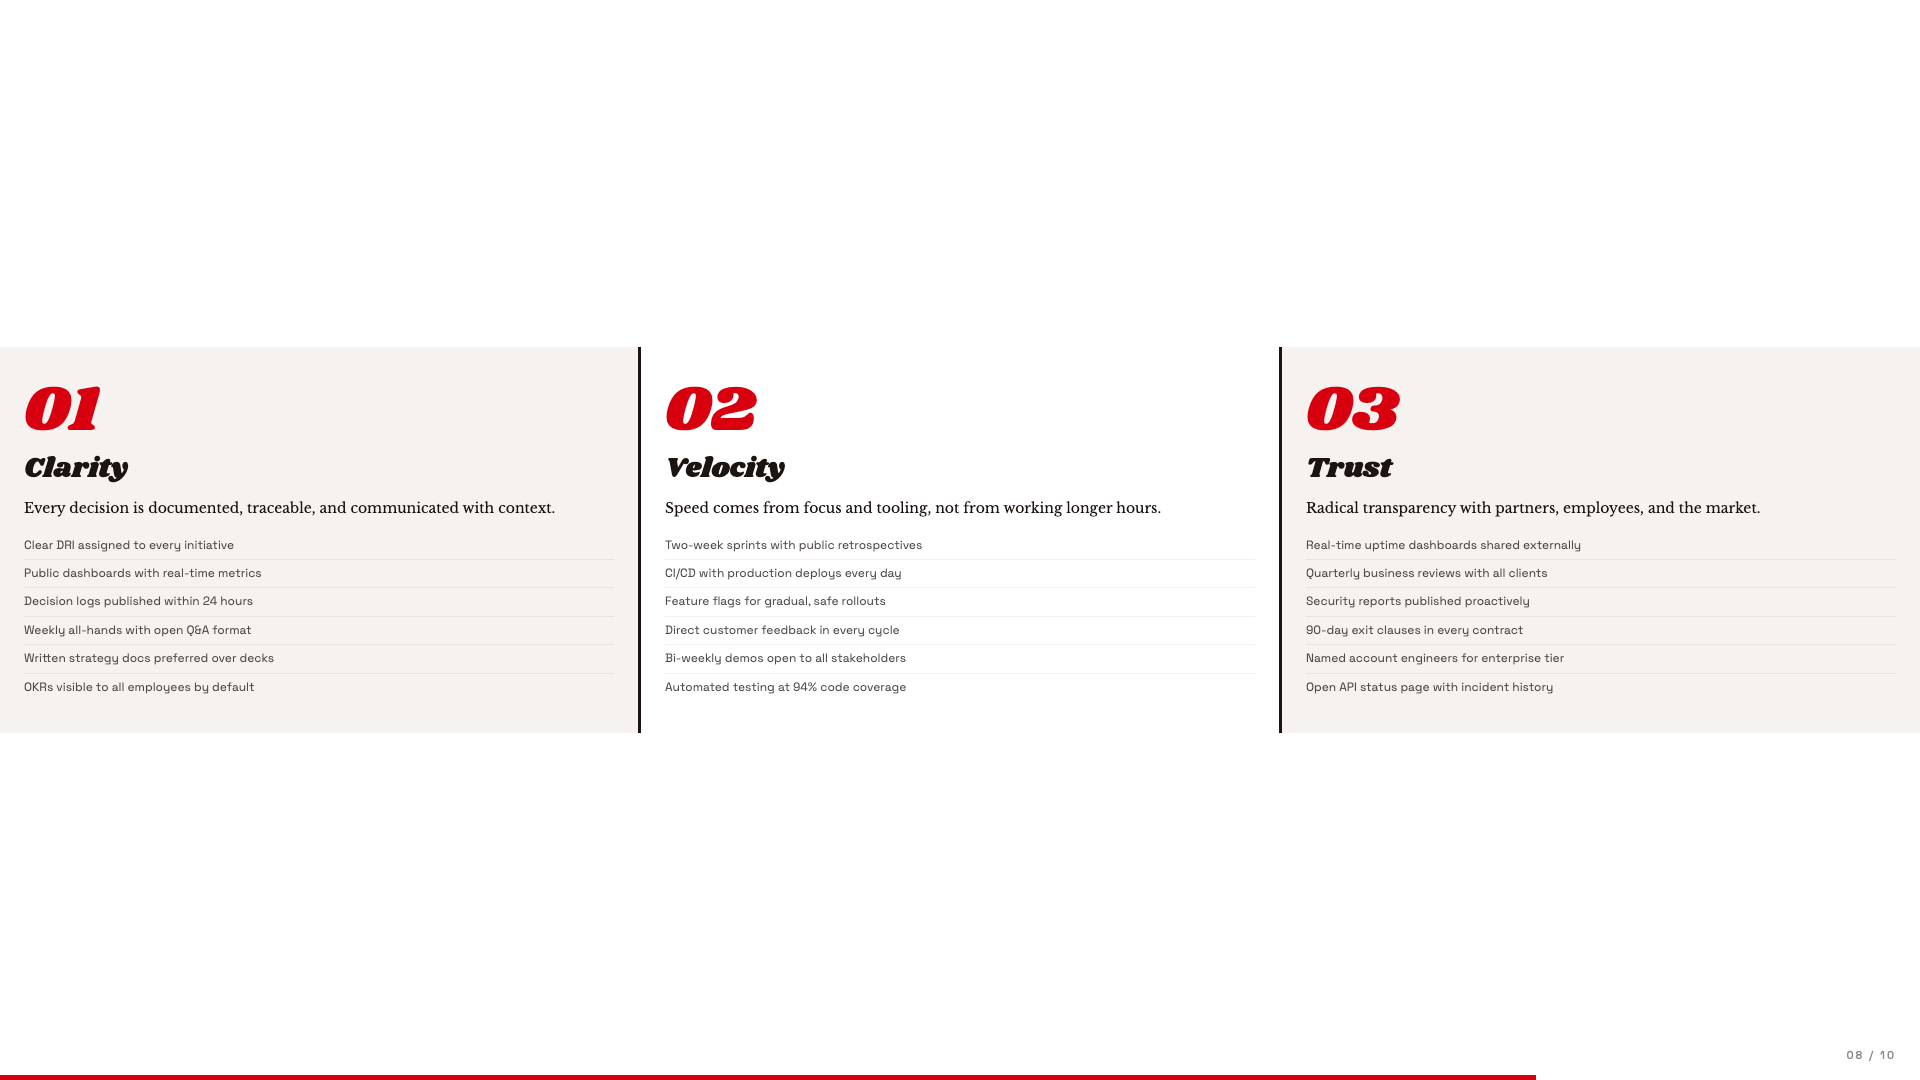 01
Clarity
Every decision is documented, traceable, and communicated with context.
Clear DRI assigned to every initiative
Public dashboards with real-time metrics
Decision logs published within 24 hours
Weekly all-hands with open Q&A format
Written strategy docs preferred over decks
OKRs visible to all employees by default
02
Velocity
Speed comes from focus and tooling, not from working longer hours.
Two-week sprints with public retrospectives
CI/CD with production deploys every day
Feature flags for gradual, safe rollouts
Direct customer feedback in every cycle
Bi-weekly demos open to all stakeholders
Automated testing at 94% code coverage
03
Trust
Radical transparency with partners, employees, and the market.
Real-time uptime dashboards shared externally
Quarterly business reviews with all clients
Security reports published proactively
90-day exit clauses in every contract
Named account engineers for enterprise tier
Open API status page with incident history
08 / 10